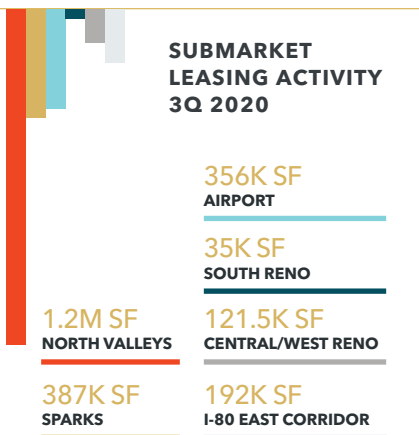 SUBMARKET
LEASING ACTIVITY
3Q 2020
356K SF
AIRPORT
35K SF
SOUTH RENO
1.2M SF
NORTH VALLEYS
121.5K SF
CENTRAL/WEST RENO
387K SF
SPARKS
192K SF
I-80 EAST CORRIDOR